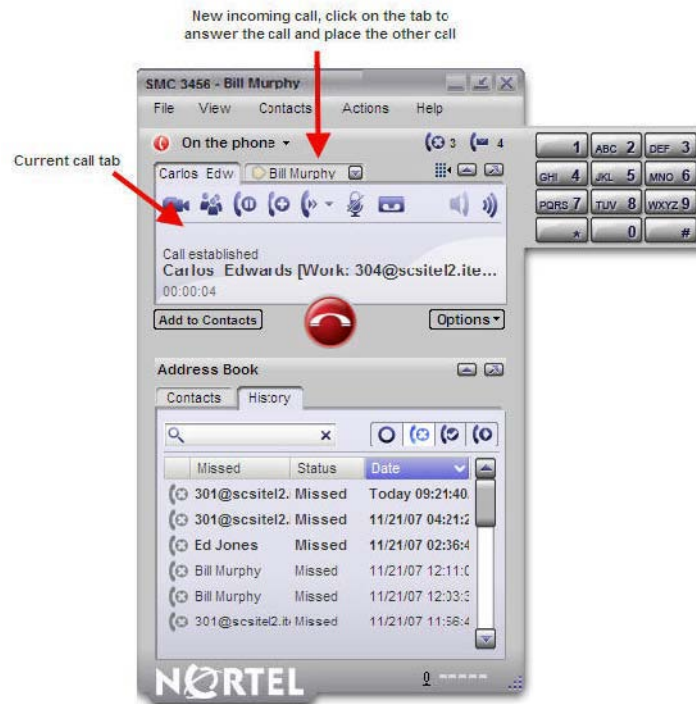 New incoming call, click on the tab to
answer the call and place the other call
SMC 3456 - Bill Murphy
File View Contacts Actions Help
On the phone 3 4
Current call tab
Carlos Edw Bill Murphy
Call established
Carlos Edwards [Work: 304@scsitel2.ite...
00:00:04
Add to Contacts Options
1 ABC 2 DEF 3
GHI 4 JKL 5 MNO 6
PQRS 7 TUV 8 WXYZ 9
* 0 #
Address Book
Contacts History
Missed Status Date
301@scsitel2. Missed Today 09:21:40
301@scsitel2. Missed 11/21/07 04:21:2
Ed Jones Missed 11/21/07 02:36:4
Bill Murphy Missed 11/21/07 12:11:0
Bill Murphy Missed 11/21/07 12:03:3
301@scsitel2.it Missed 11/21/07 11:56:4
NORTEL